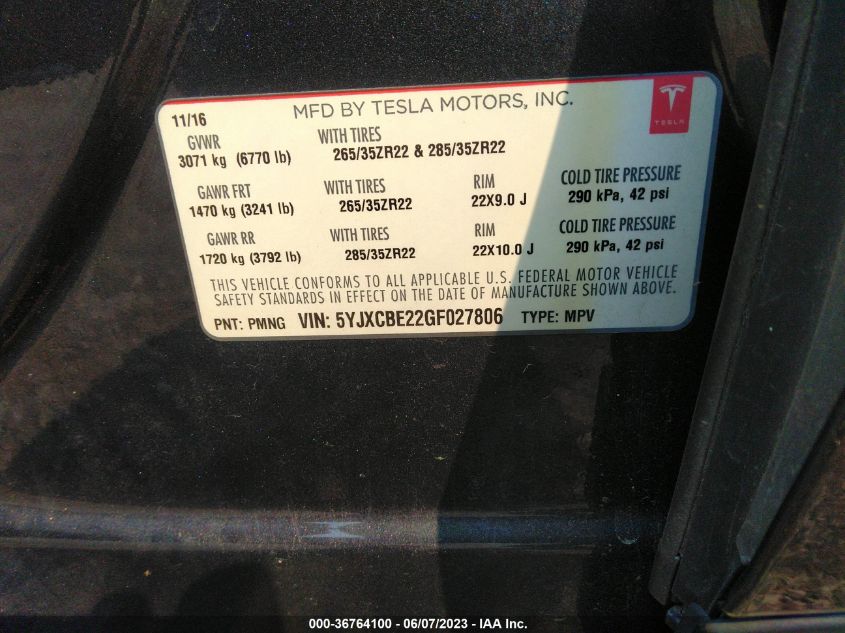 MFD BY TESLA MOTORS, INC.
TESLA
11/16
GVWR WITH TIRES
3071 kg (6770 lb) 265/35ZR22 & 285/35ZR22
GAWR FRT WITH TIRES RIM COLD TIRE PRESSURE
1470 kg (3241 lb) 265/35ZR22 22X9.0 J 290 kPa, 42 psi
GAWR RR WITH TIRES RIM COLD TIRE PRESSURE
1720 kg (3792 lb) 285/35ZR22 22X10.0 J 290 kPa, 42 psi
THIS VEHICLE CONFORMS TO ALL APPLICABLE U.S. FEDERAL MOTOR VEHICLE
SAFETY STANDARDS IN EFFECT ON THE DATE OF MANUFACTURE SHOWN ABOVE.
PNT: PMNG VIN: 5YJXCBE22GF027806 TYPE: MPV
000-36764100 — 06/07/2023 - IAA Inc.